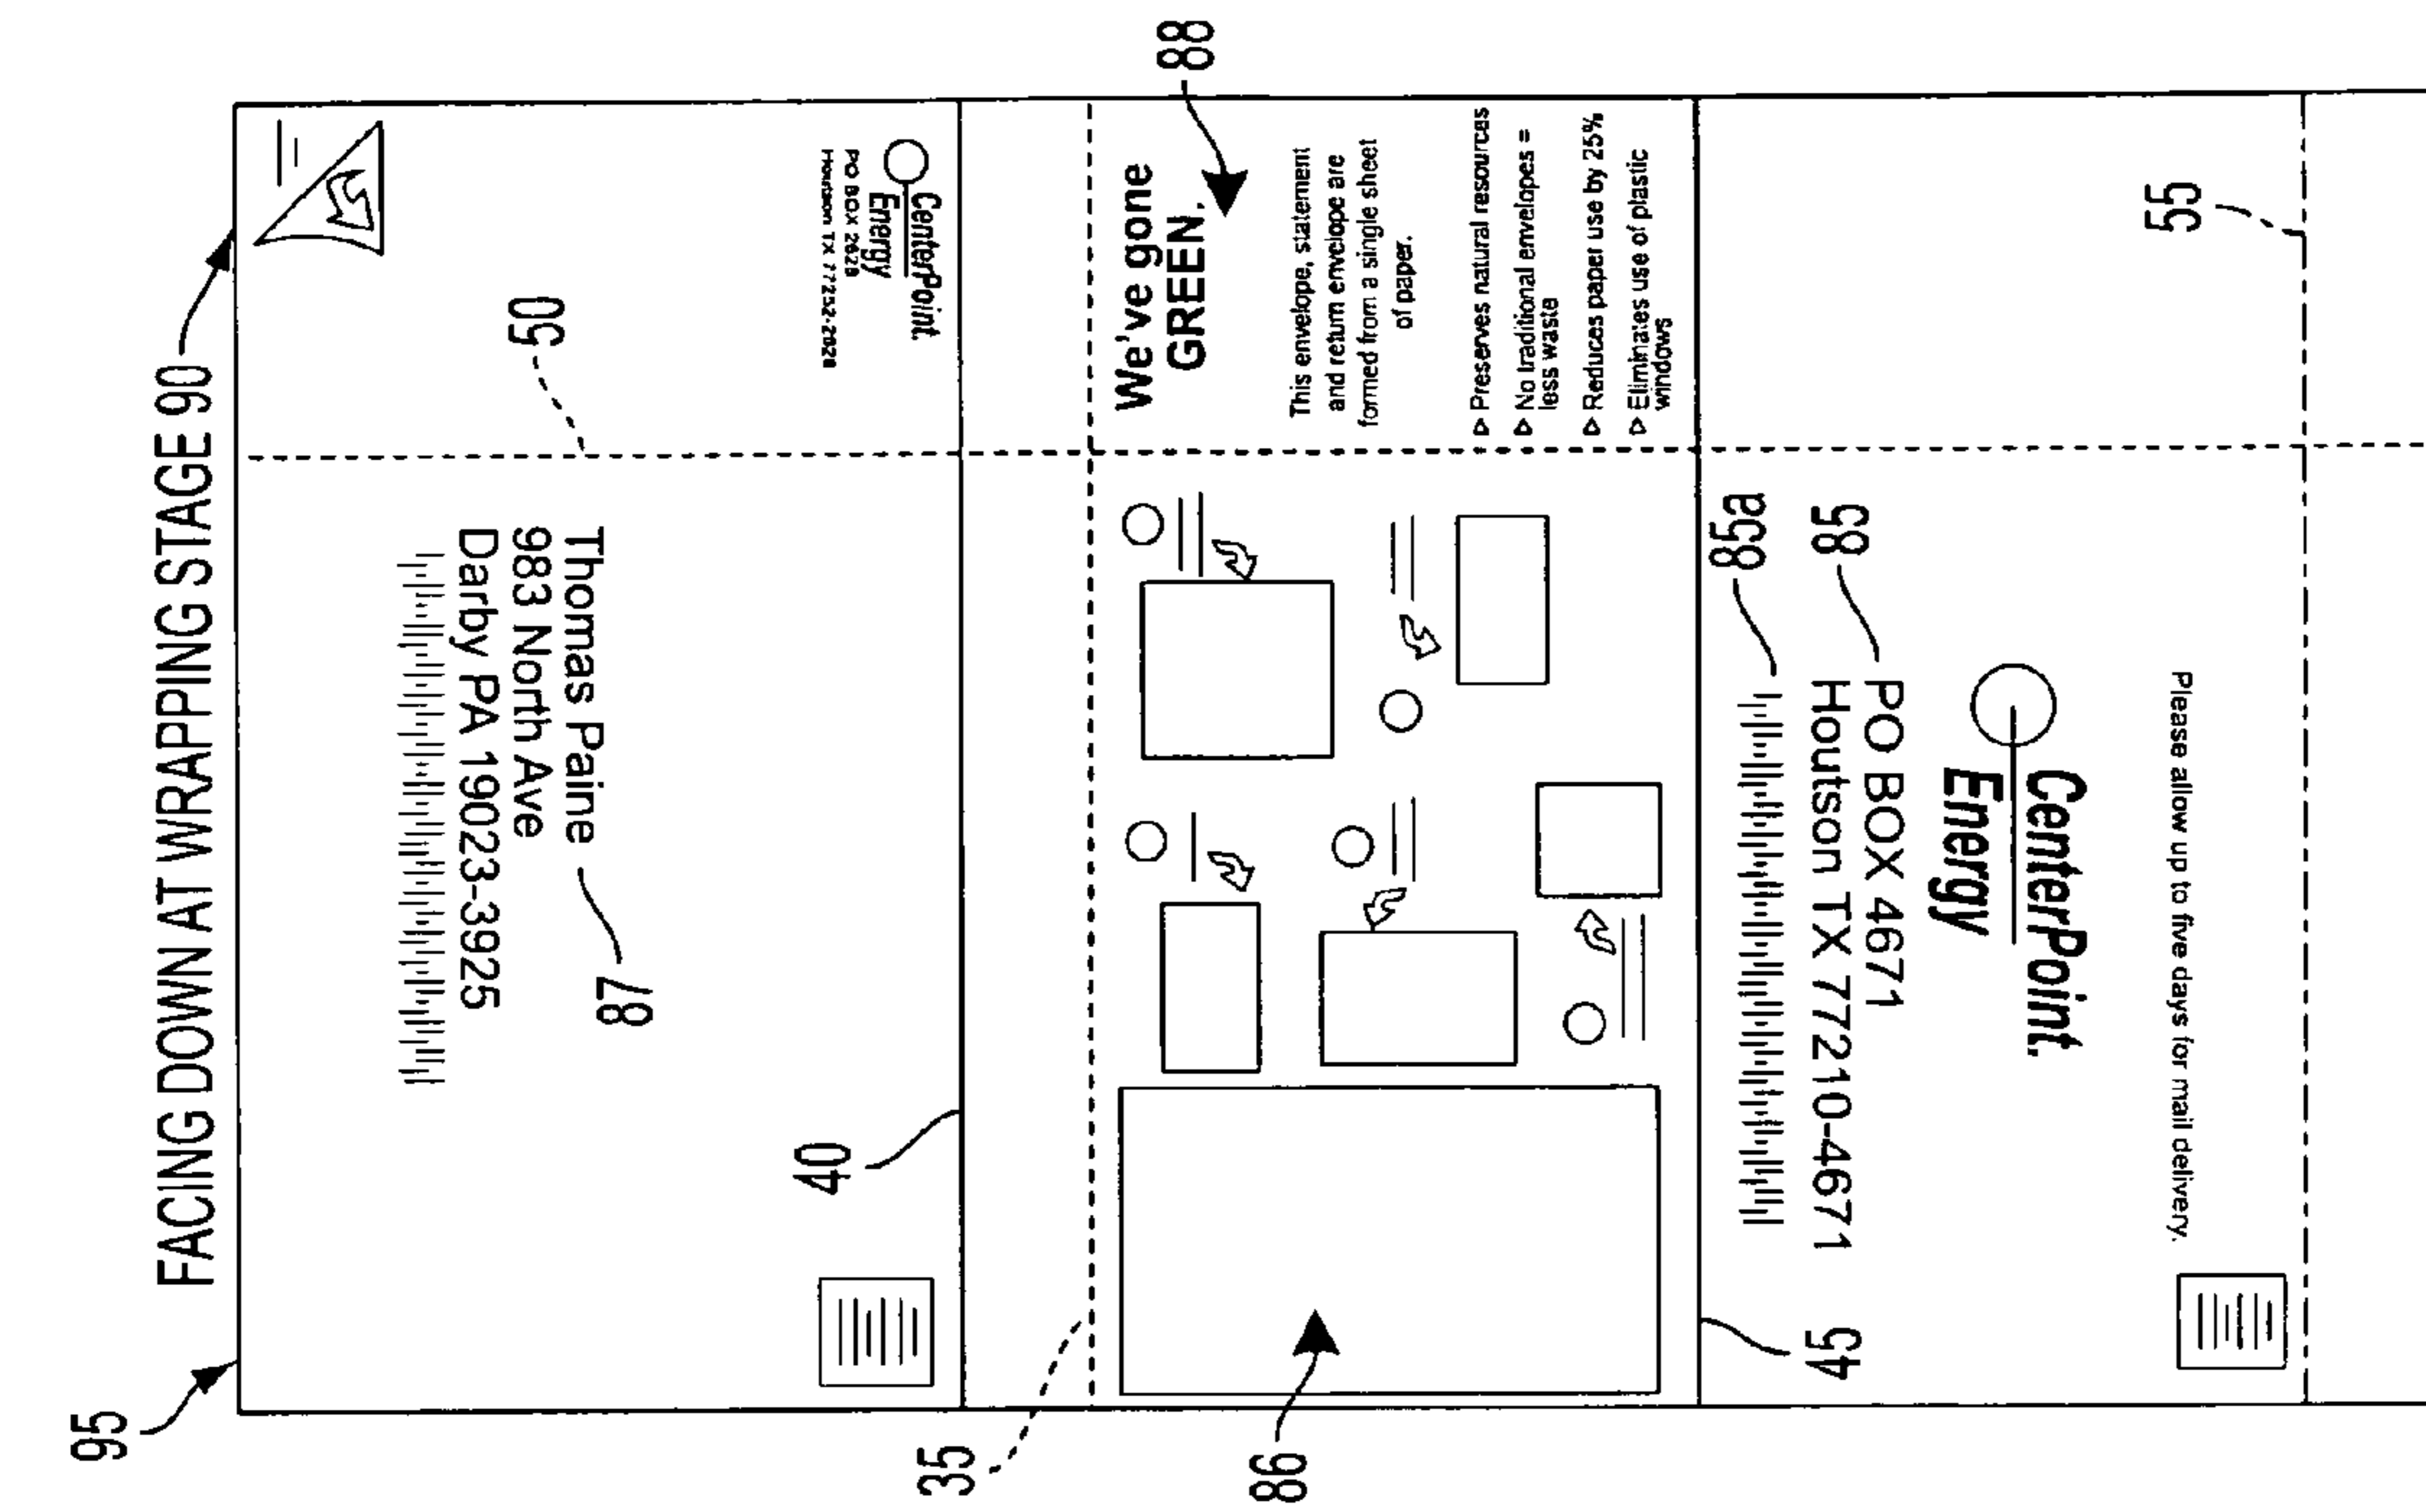 FACING DOWN AT WRAPPING STAGE 90
95
50
CenterPoint.
Energy
PO BOX 2628
Houston TX 77252-2628
Thomas Paine
983 North Ave
Darby PA 19023-3925
87
40
35
88
We've gone
GREEN.
This envelope, statement
and return envelope are
formed from a single sheet
of paper.
▷ Preserves natural resources
▷ No traditional envelopes =
less waste
▷ Reduces paper use by 25%
▷ Eliminates use of plastic
windows
86
45
55
Please allow up to five days for mail delivery.
CenterPoint.
Energy
PO BOX 4671
Houtson TX 77210-4671
85
85a